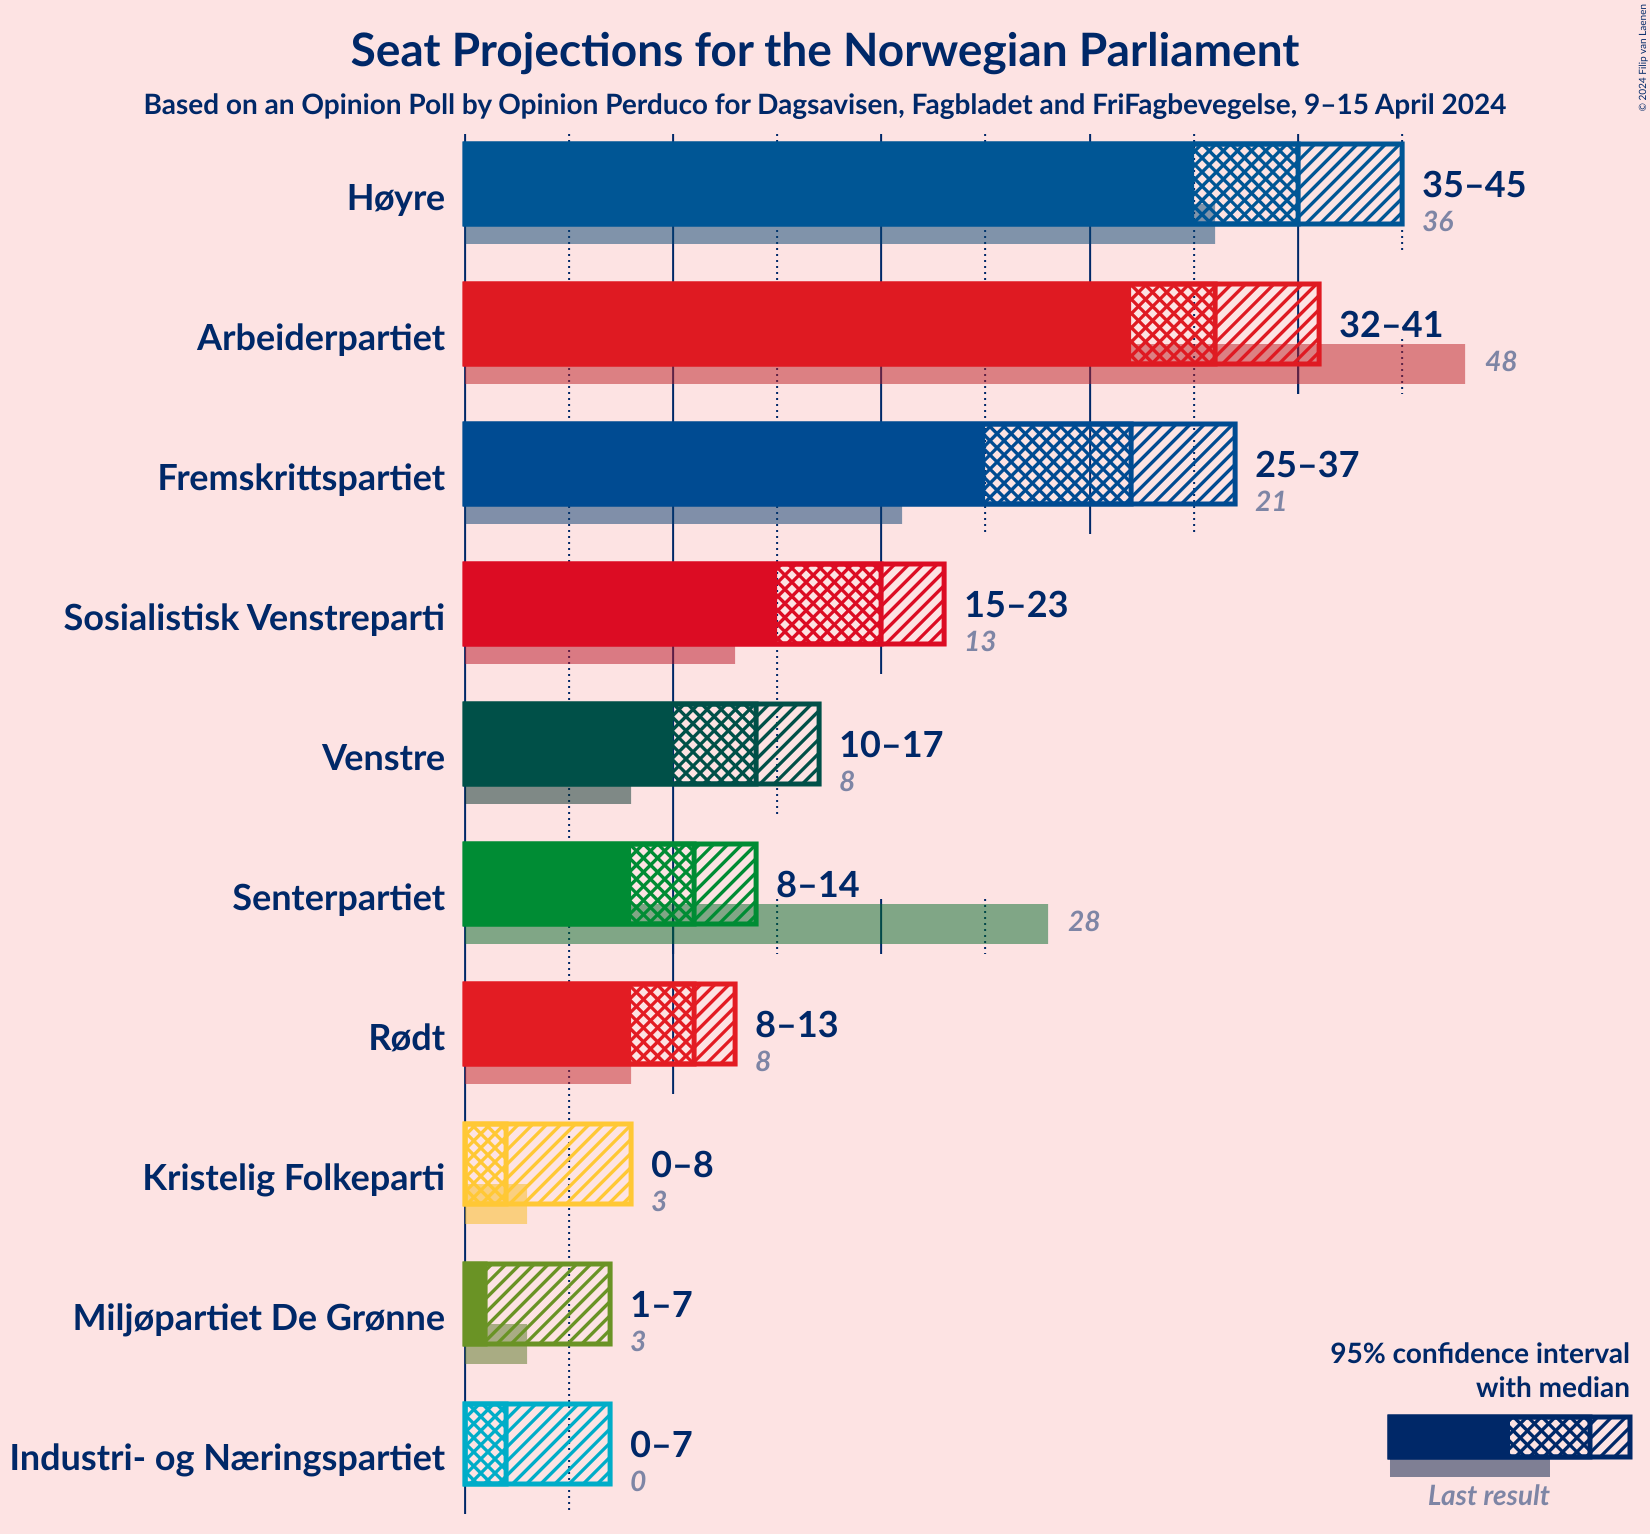 Seat Projections for the Norwegian Parliament
Based on an Opinion Poll by Opinion Perduco for Dagsavisen, Fagbladet and FriFagbevegelse, 9–15 April 2024
© 2024 Filip van Laenen
Høyre
35–45
36
Arbeiderpartiet
32–41
48
Fremskrittspartiet
25–37
21
Sosialistisk Venstreparti
15–23
13
Venstre
10–17
8
Senterpartiet
8–14
28
Rødt
8–13
8
Kristelig Folkeparti
0–8
3
Miljøpartiet De Grønne
1–7
3
Industri- og Næringspartiet
0–7
0
95% confidence interval
with median
Last result